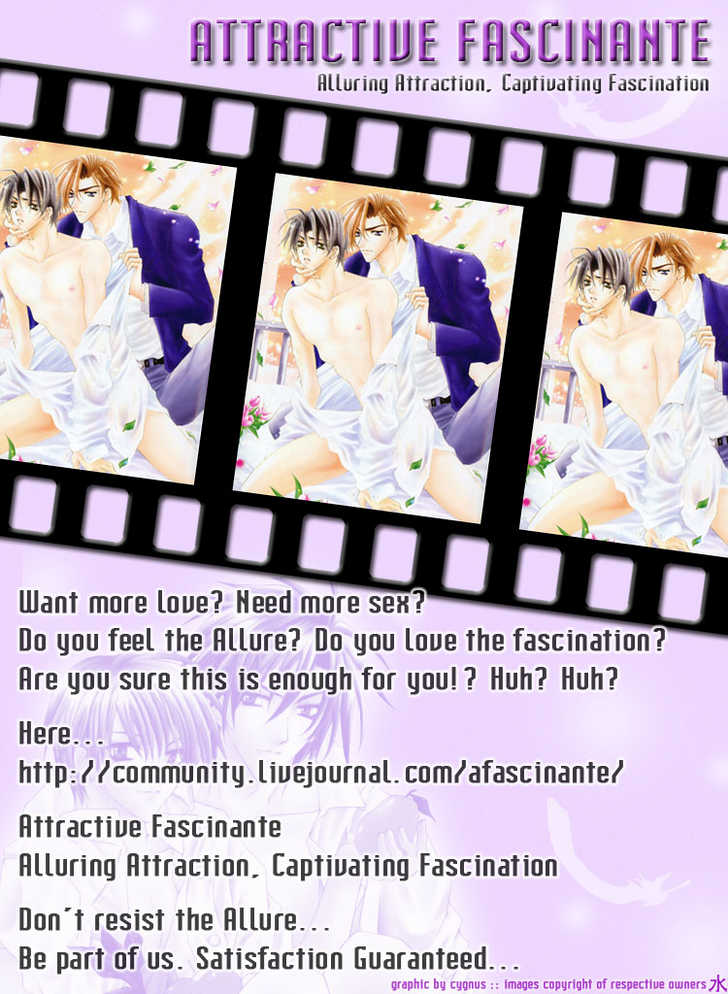 ATTRACTIVE FASCINANTE
Alluring Attraction, Captivating Fascination
Want more love? Need more sex?
Do you feel the Allure? Do you love the fascination?
Are you sure this is enough for you!? Huh? Huh?
Here...
http://community.livejournal.com/afascinante/
Attractive Fascinante
Alluring Attraction, Captivating Fascination
Don't resist the Allure...
Be part of us. Satisfaction Guaranteed...
graphic by cygnus :: images copyright of respective owners 水